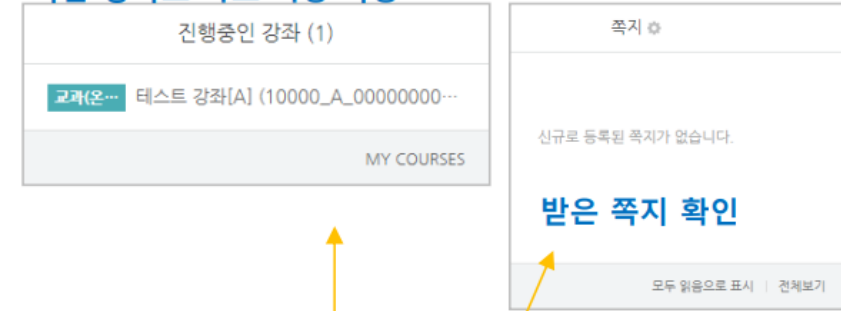 진행중인 강좌 (1)
교과(온… 테스트 강좌[A] (10000_A_00000000…
MY COURSES
쪽지
신규로 등록된 쪽지가 없습니다.
받은 쪽지 확인
모두 읽음으로 표시 | 전체보기